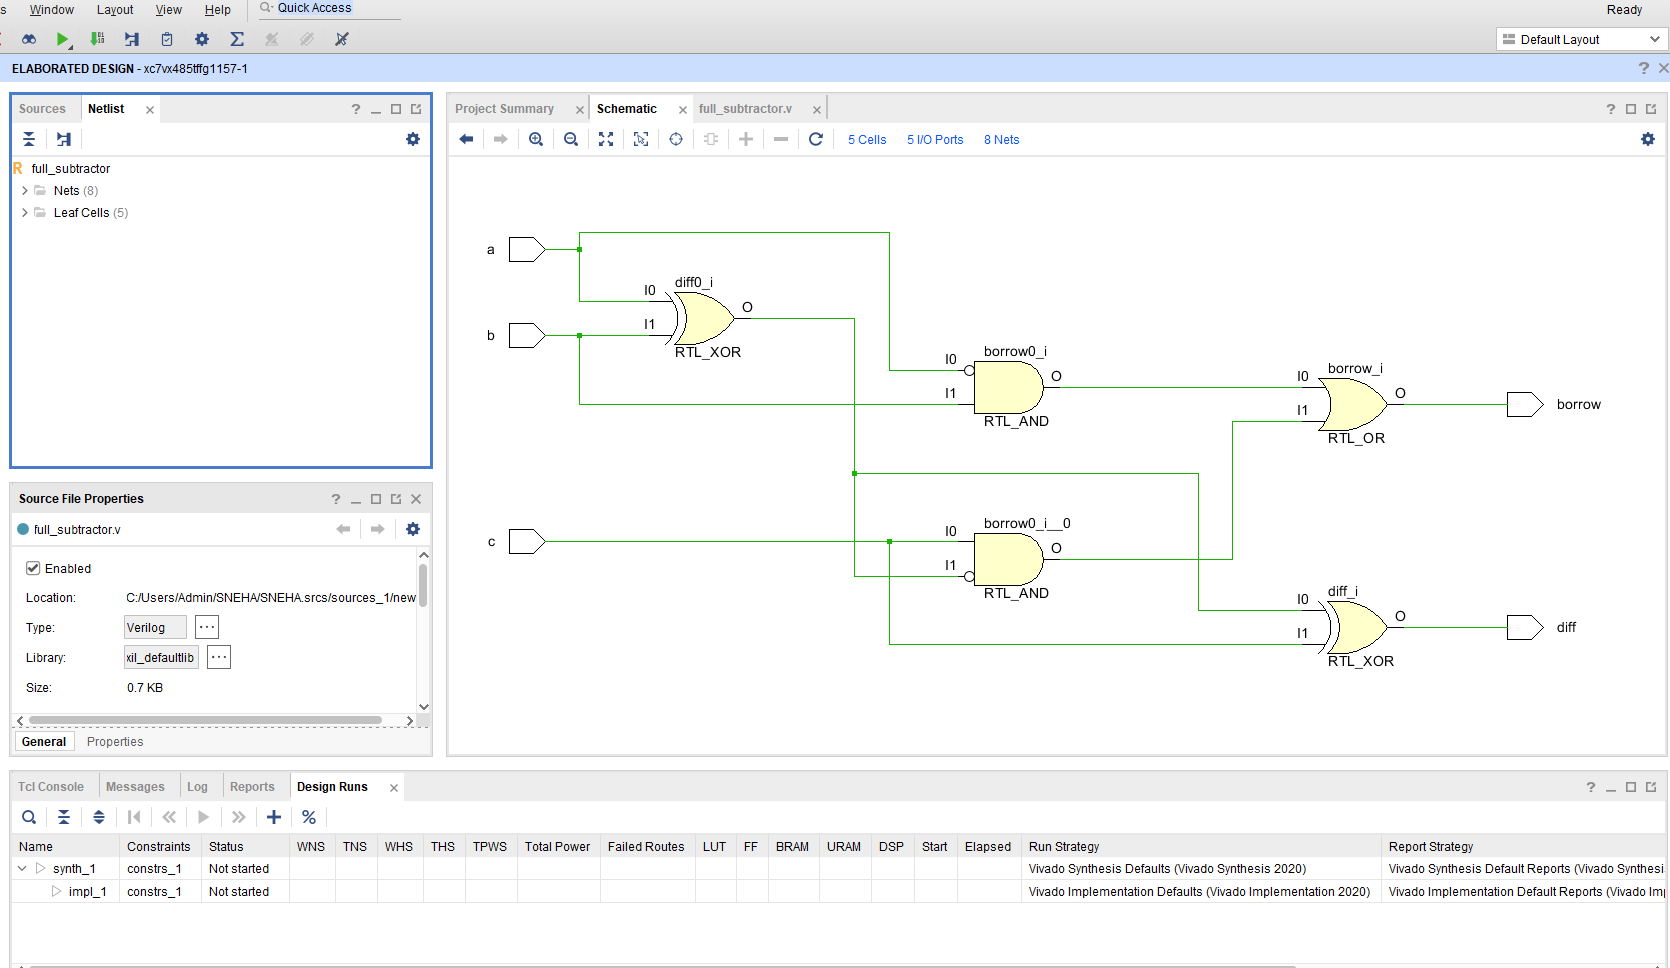 s Window Layout View Help Quick Access Ready
Default Layout
ELABORATED DESIGN - xc7vx485tffg1157-1
Sources Netlist
full_subtractor
Nets (8)
Leaf Cells (5)
Source File Properties
full_subtractor.v
Enabled
Location: C:/Users/Admin/SNEHA/SNEHA.srcs/sources_1/new
Type: Verilog
Library: xil_defaultlib
Size: 0.7 KB
General Properties
Project Summary Schematic full_subtractor.v
5 Cells 5 I/O Ports 8 Nets
a
diff0_i
I0
O
b
I1
RTL_XOR
borrow0_i
I0
O
I1
RTL_AND
borrow_i
I0
O
I1
borrow
RTL_OR
c
borrow0_i__0
I0
O
I1
RTL_AND
diff_i
I0
O
I1
diff
RTL_XOR
Tcl Console Messages Log Reports Design Runs
Name Constraints Status WNS TNS WHS THS TPWS Total Power Failed Routes LUT FF BRAM URAM DSP Start Elapsed Run Strategy Report Strategy
synth_1 constrs_1 Not started Vivado Synthesis Defaults (Vivado Synthesis 2020) Vivado Synthesis Default Reports (Vivado Synthesi
impl_1 constrs_1 Not started Vivado Implementation Defaults (Vivado Implementation 2020) Vivado Implementation Default Reports (Vivado Im